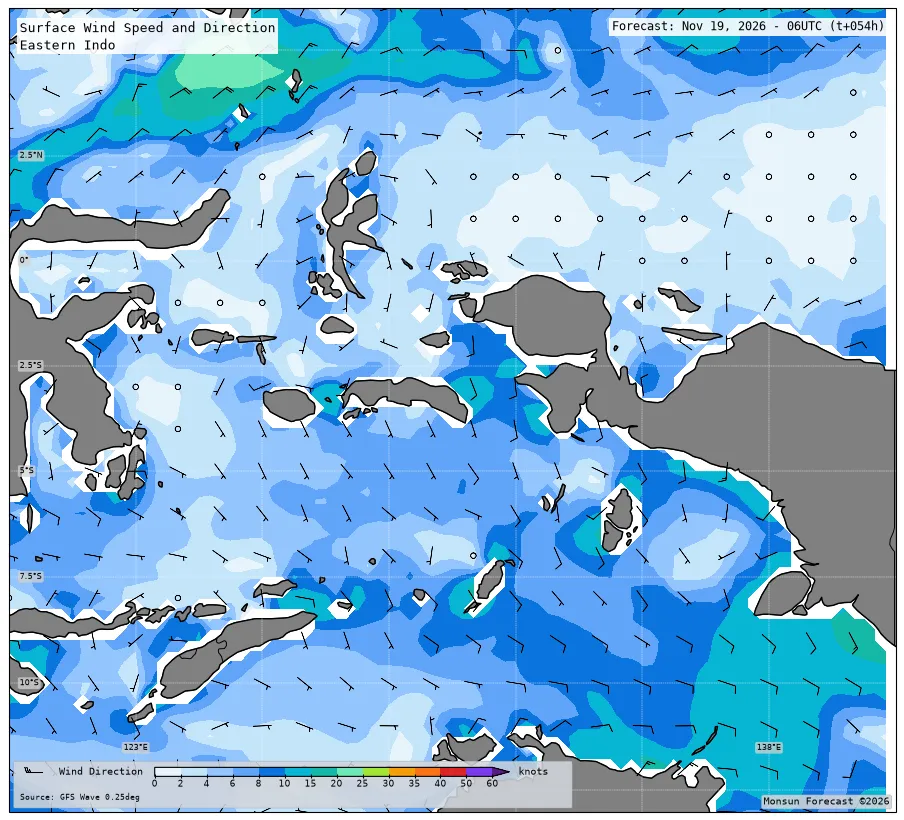 Surface Wind Speed and Direction
Eastern Indo
Forecast: Nov 19, 2026 - 06UTC (t+054h)
2.5°N
0°
2.5°S
5°S
7.5°S
10°S
123°E
138°E
Wind Direction
0 2 4 6 8 10 15 20 25 30 35 40 50 60
knots
Source: GFS Wave 0.25deg
Monsun Forecast ©2026